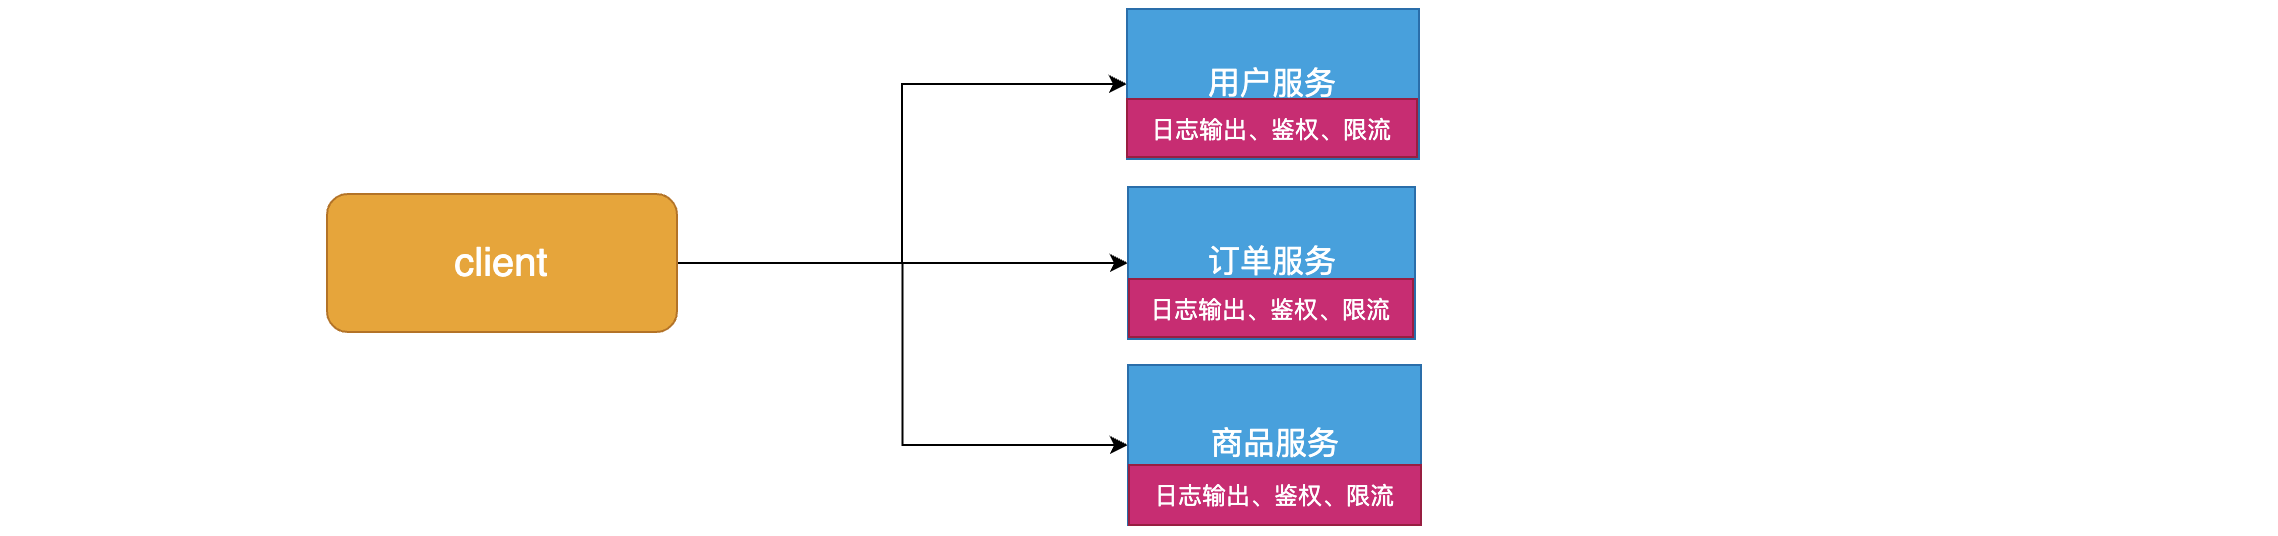 用户服务
日志输出、鉴权、限流
client
订单服务
日志输出、鉴权、限流
商品服务
日志输出、鉴权、限流